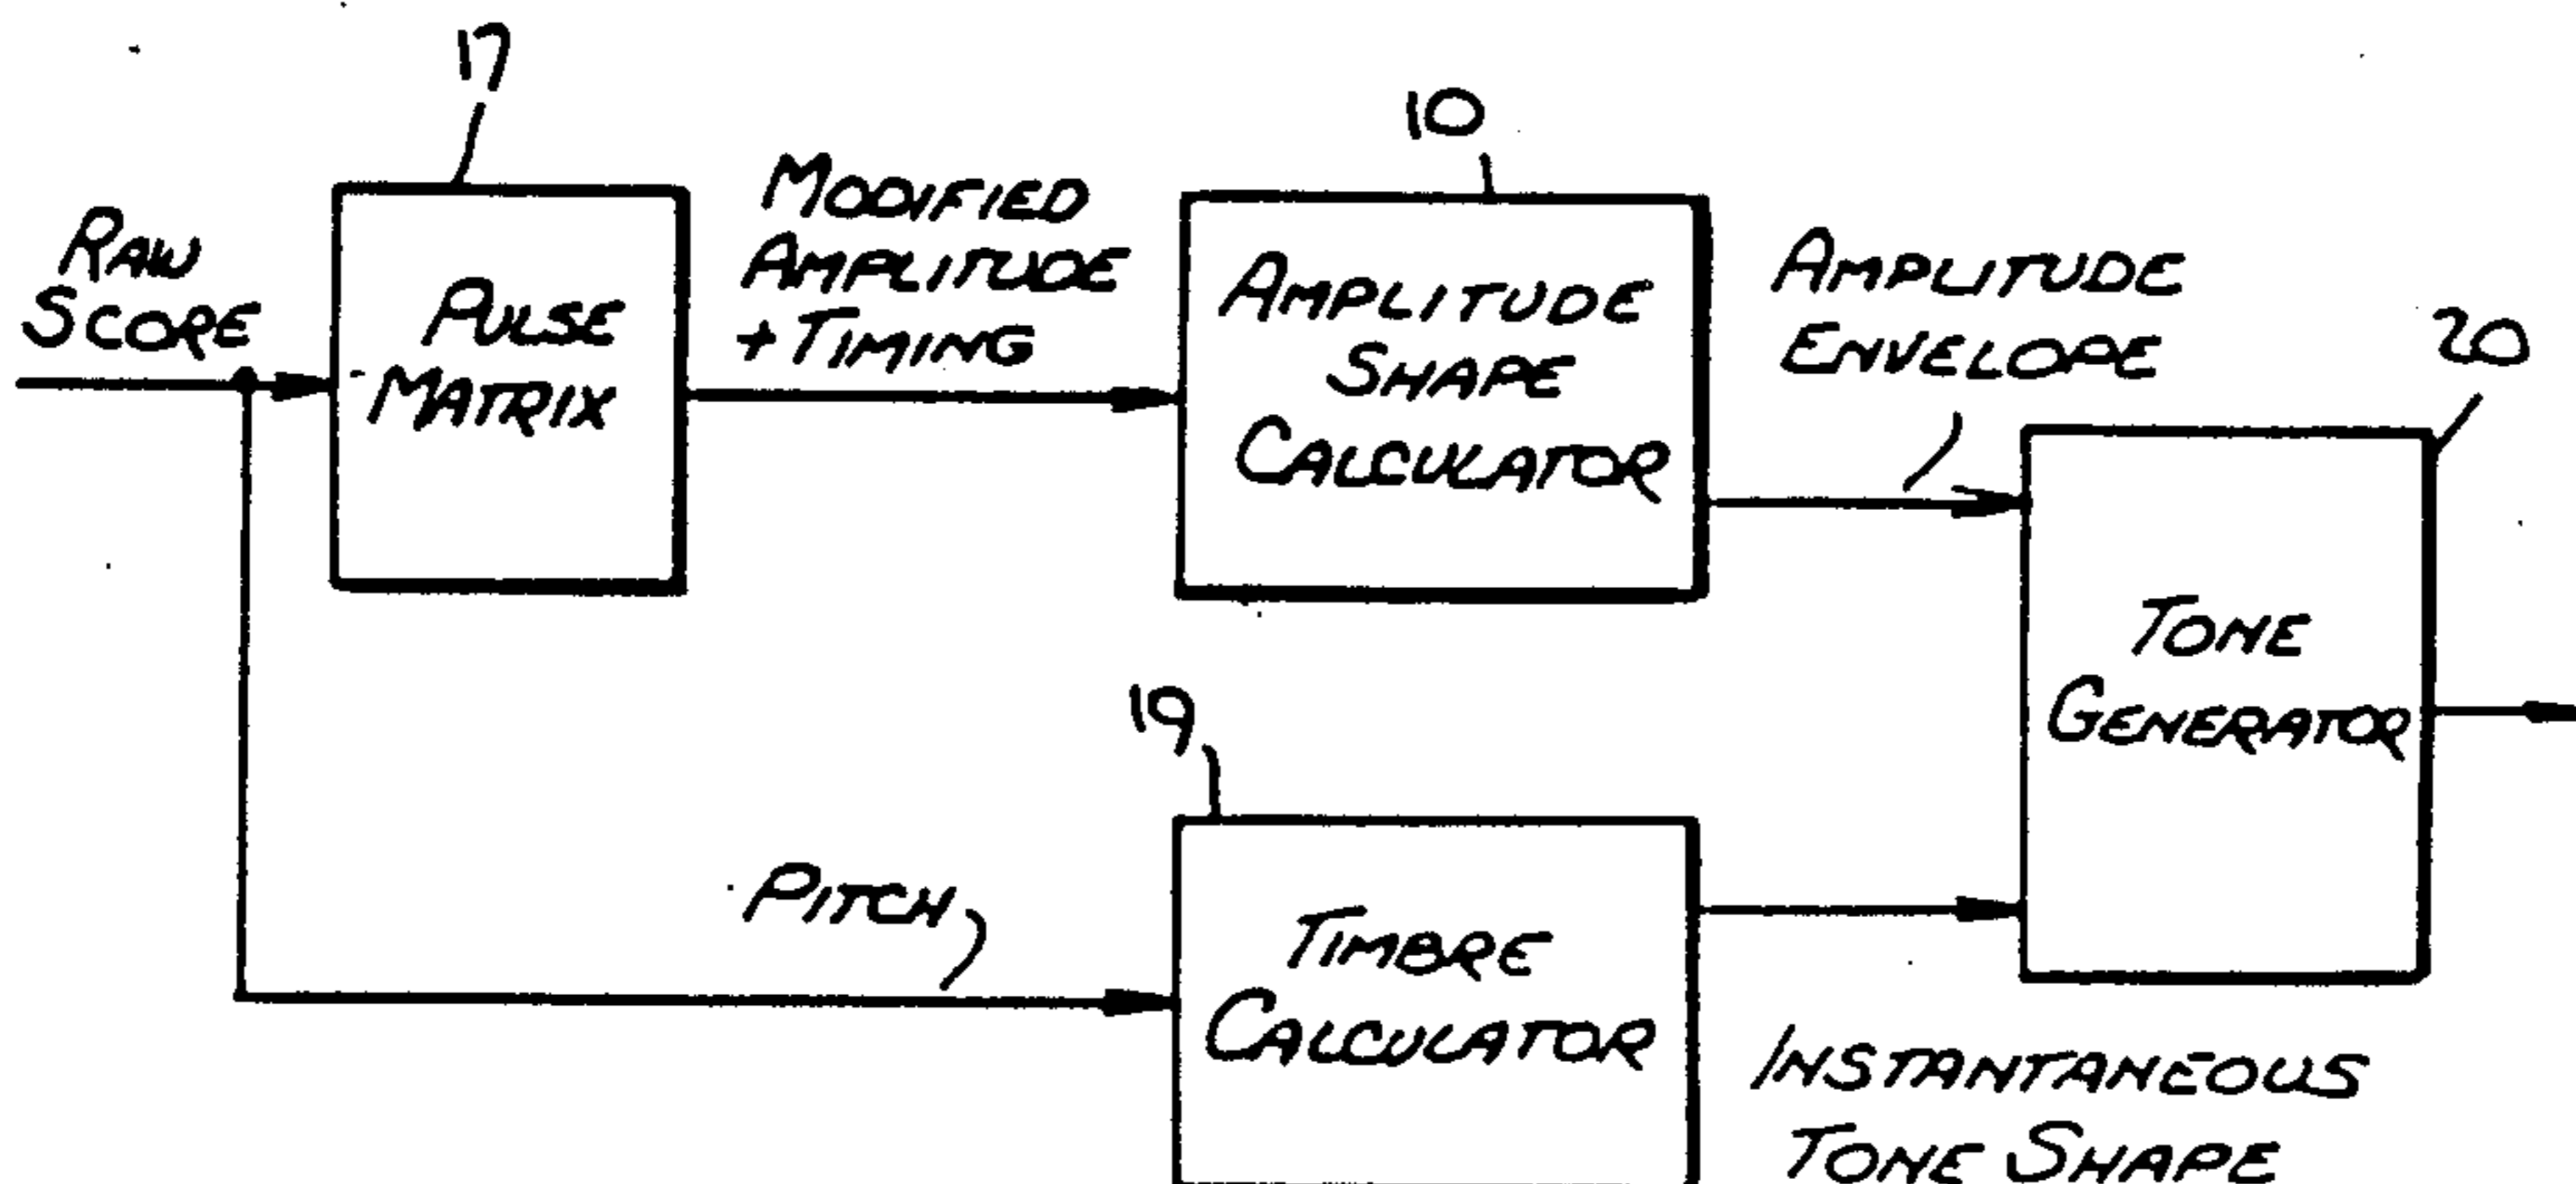 17
10
RAW
SCORE
PULSE
MATRIX
MODIFIED
AMPLITUDE
+ TIMING
AMPLITUDE
SHAPE
CALCULATOR
AMPLITUDE
ENVELOPE
20
TONE
GENERATOR
19
PITCH
TIMBRE
CALCULATOR
INSTANTANEOUS
TONE SHAPE